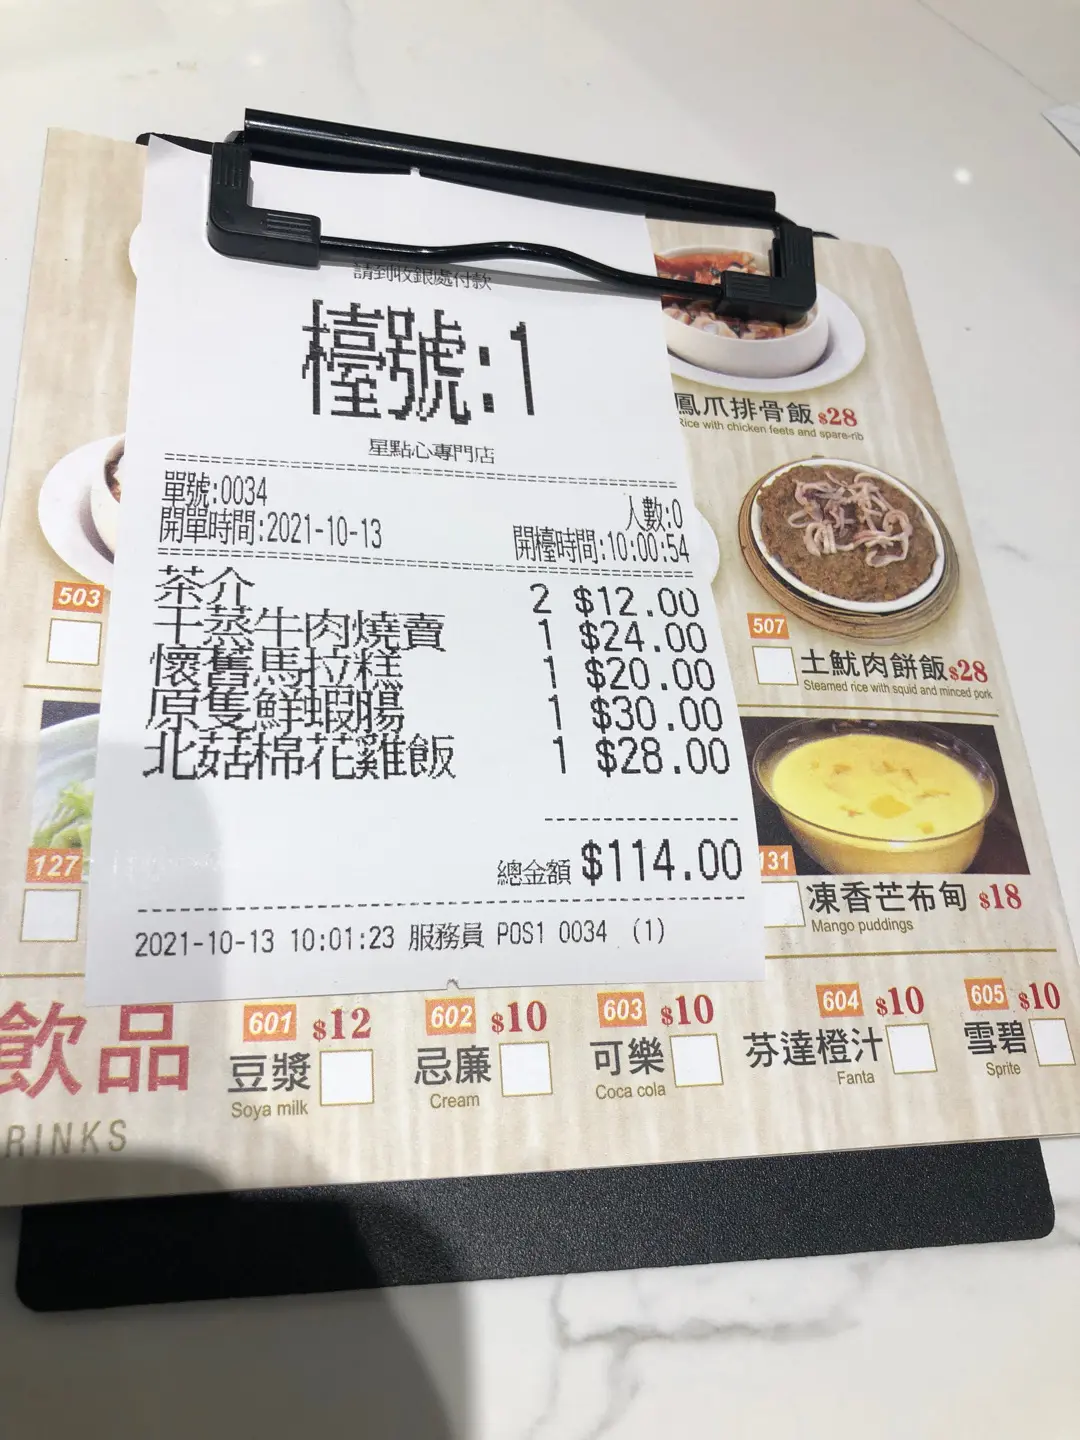 請到收銀處付款
檯號:1
星點心專門店
單號:0034
人數:0
開單時間:2021-10-13
開檯時間:10:00:54
茶介 2 $12.00
干蒸牛肉燒賣 1 $24.00
懷舊馬拉糕 1 $20.00
原隻鮮蝦腸 1 $30.00
北菇棉花雞飯 1 $28.00
總金額 $114.00
2021-10-13 10:01:23 服務員 POS1 0034 (1)
鳳爪排骨飯 $28
Rice with chicken feets and spare-rib
503
507
土魷肉餅飯 $28
Steamed rice with squid and minced pork
127
131
凍香芒布甸 $18
Mango puddings
飲品
RINKS
601 $12
豆漿
Soya milk
602 $10
忌廉
Cream
603 $10
可樂
Coca cola
604 $10
芬達橙汁
Fanta
605 $10
雪碧
Sprite